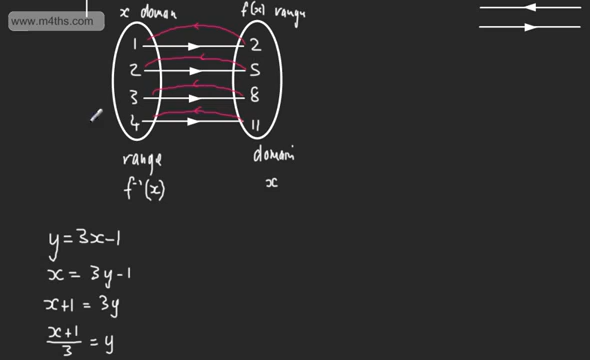 www.m4ths.com
x domain f(x) range
1 2
2 5
3 8
4 11
range domain
f⁻¹(x) x
y = 3x-1
x = 3y-1
x+1 = 3y
x+1/3 = y